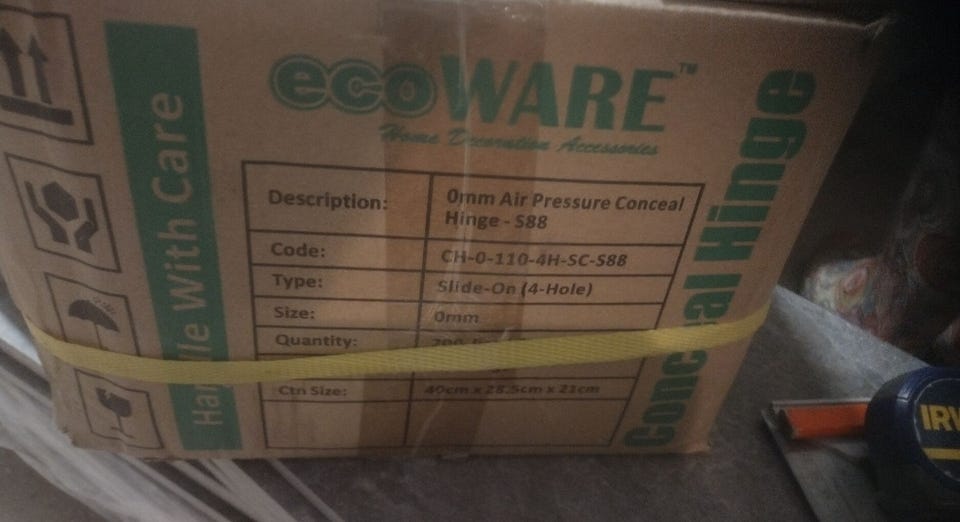 ecoWARE™
Home Decoration Accessories
Handle With Care
Description: 0mm Air Pressure Conceal
Hinge - S88
Code: CH-0-110-4H-SC-S88
Type: Slide-On (4-Hole)
Size: 0mm
Quantity: 200
Ctn Size: 40cm x 28.5cm x 21cm
Conceal Hinge
IRW